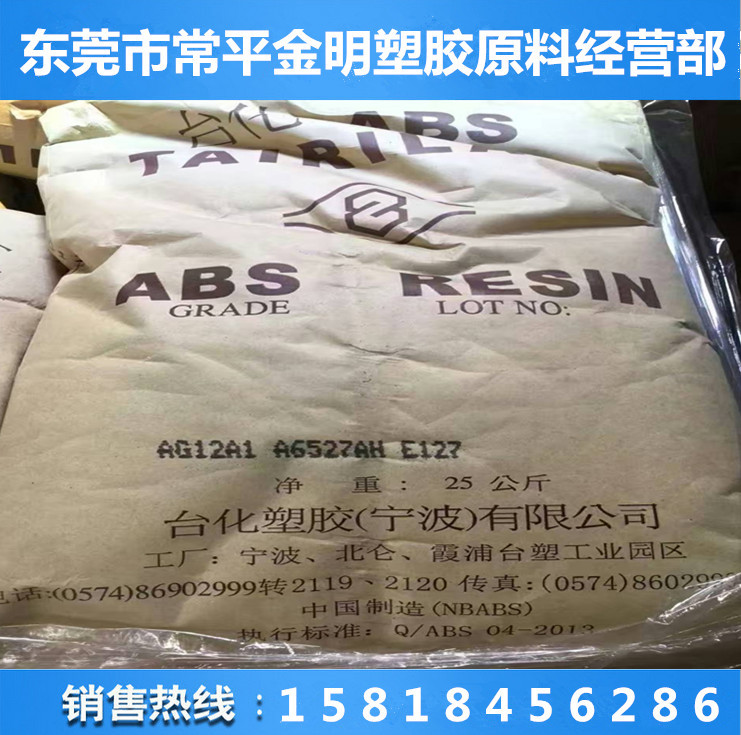 东莞市常平金明塑胶原料经营部
台化 ABS
TAIRILAC
ABS RESIN
GRADE LOT NO:
AG12A1 A6527AH E127
净 重: 25 公斤
台化塑胶(宁波)有限公司
工厂:宁波、北仑、霞浦台塑工业园区
电话:(0574)86902999转2119、2120 传真:(0574)8602999
中国制造(NBABS)
执行标准: Q/ABS 04-2013
销售热线:15818456286